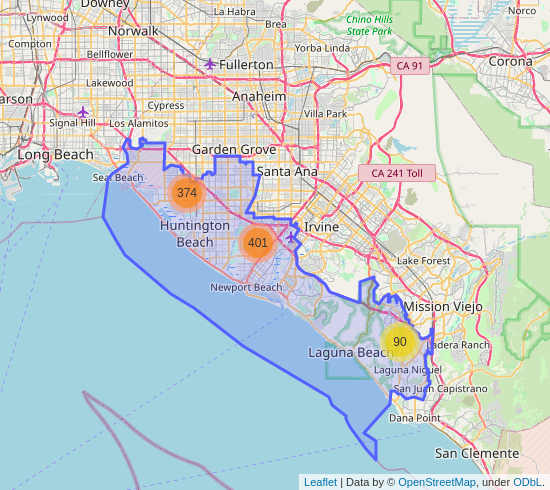 Downey
La Habra
Norco
Lynwood
Norwalk
Brea
Chino Hills
State Park
Compton
Yorba Linda
Bellflower
Fullerton
CA 91
Corona
Lakewood
Anaheim
Cypress
Villa Park
arson
Signal Hill
Los Alamitos
Long Beach
Garden Grove
Santa Ana
CA 241 Toll
Seal Beach
374
Huntington
Beach
Irvine
401
Lake Forest
Newport Beach
Mission Viejo
90
Ladera Ranch
Laguna Beach
Laguna Niguel
San Juan Capistrano
Dana Point
San Clemente
Leaflet | Data by © OpenStreetMap, under ODbL.